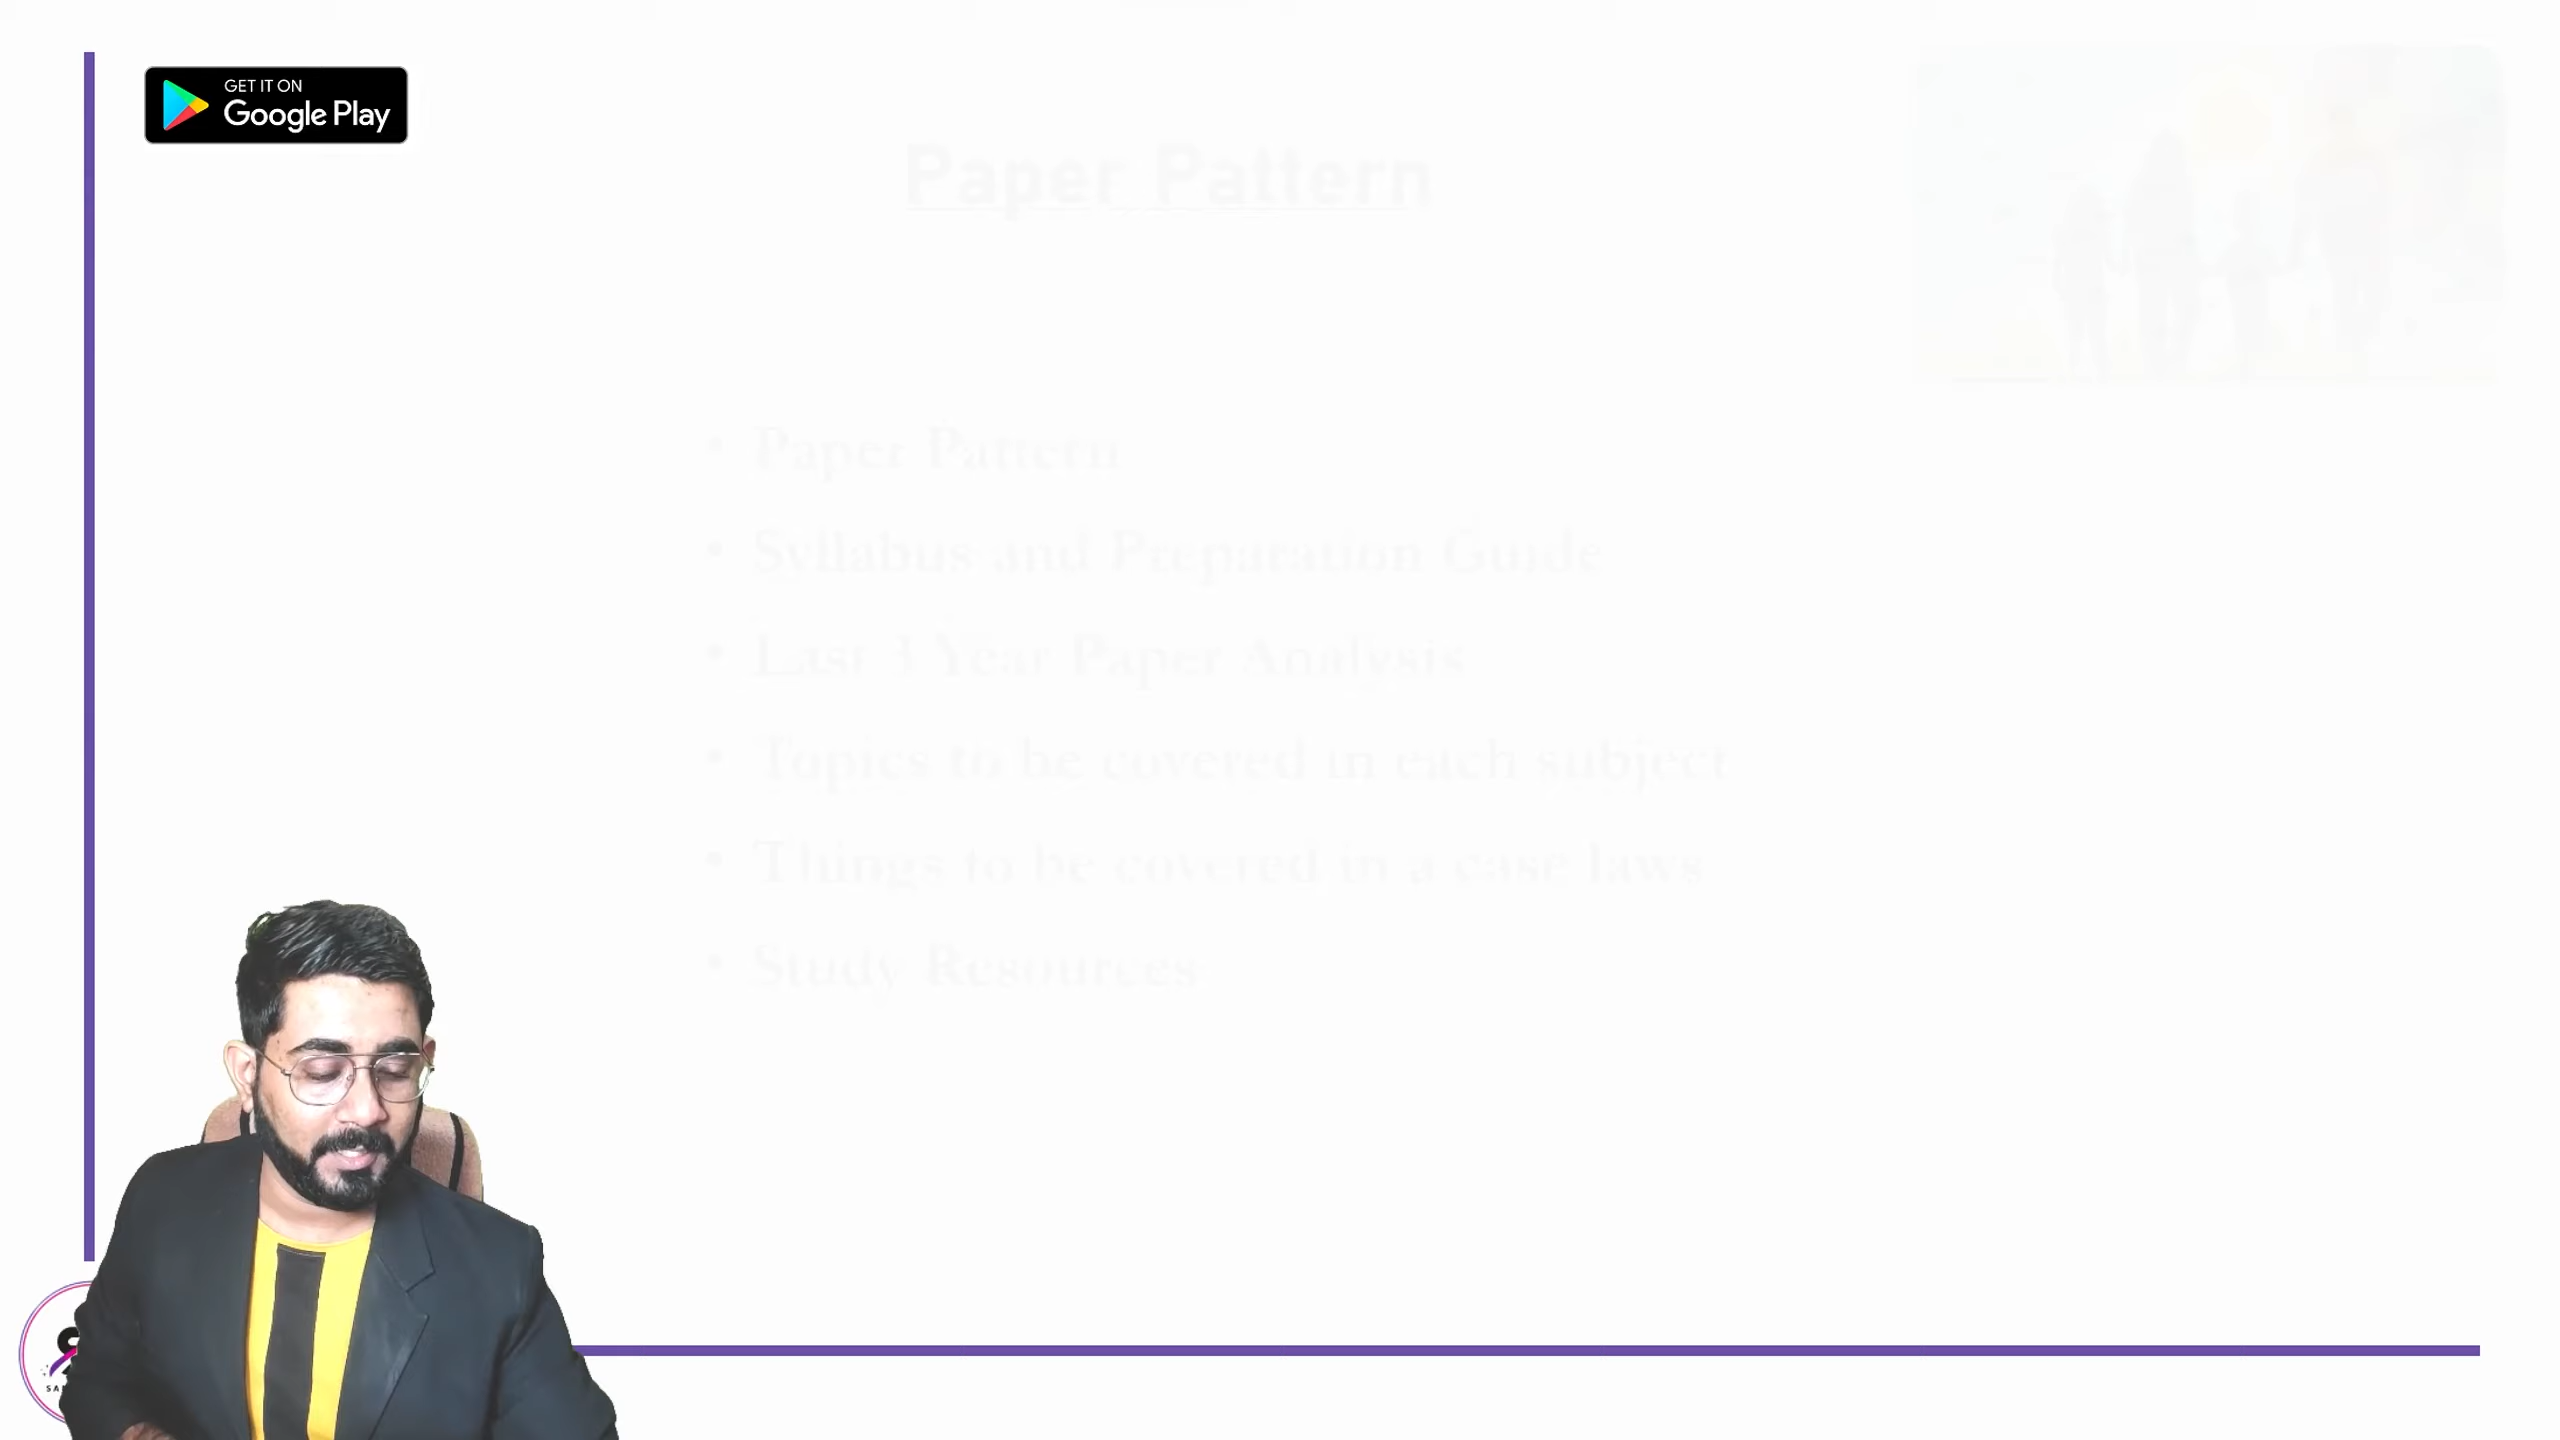 GET IT ON
Google Play
Paper Pattern
• Paper Pattern
• Syllabus and Preparation Guide
• Last 3 Year Paper Analysis
• Topics to be covered in each subject
• Things to be covered in a case laws
• Study Resources